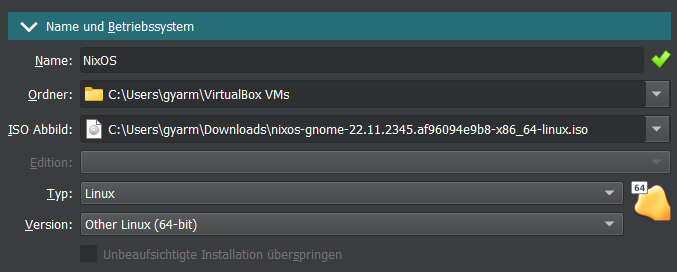 Name und Betriebssystem
Name: NixOS
Ordner: C:\Users\gyarm\VirtualBox VMs
ISO Abbild: C:\Users\gyarm\Downloads\nixos-gnome-22.11.2345.af96094e9b8-x86_64-linux.iso
Edition:
Typ: Linux
64
Version: Other Linux (64-bit)
Unbeaufsichtigte Installation überspringen